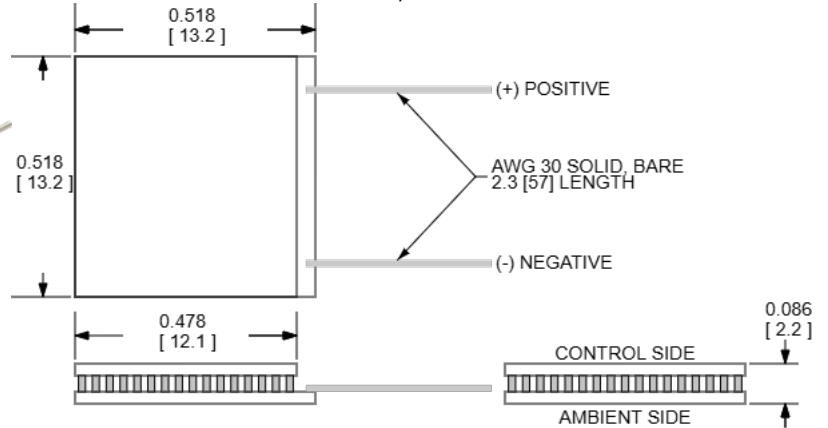 0.518
[ 13.2 ]
(+) POSITIVE
0.518
[ 13.2 ]
AWG 30 SOLID, BARE
2.3 [57] LENGTH
(-) NEGATIVE
0.478
[ 12.1 ]
0.086
[ 2.2 ]
CONTROL SIDE
AMBIENT SIDE